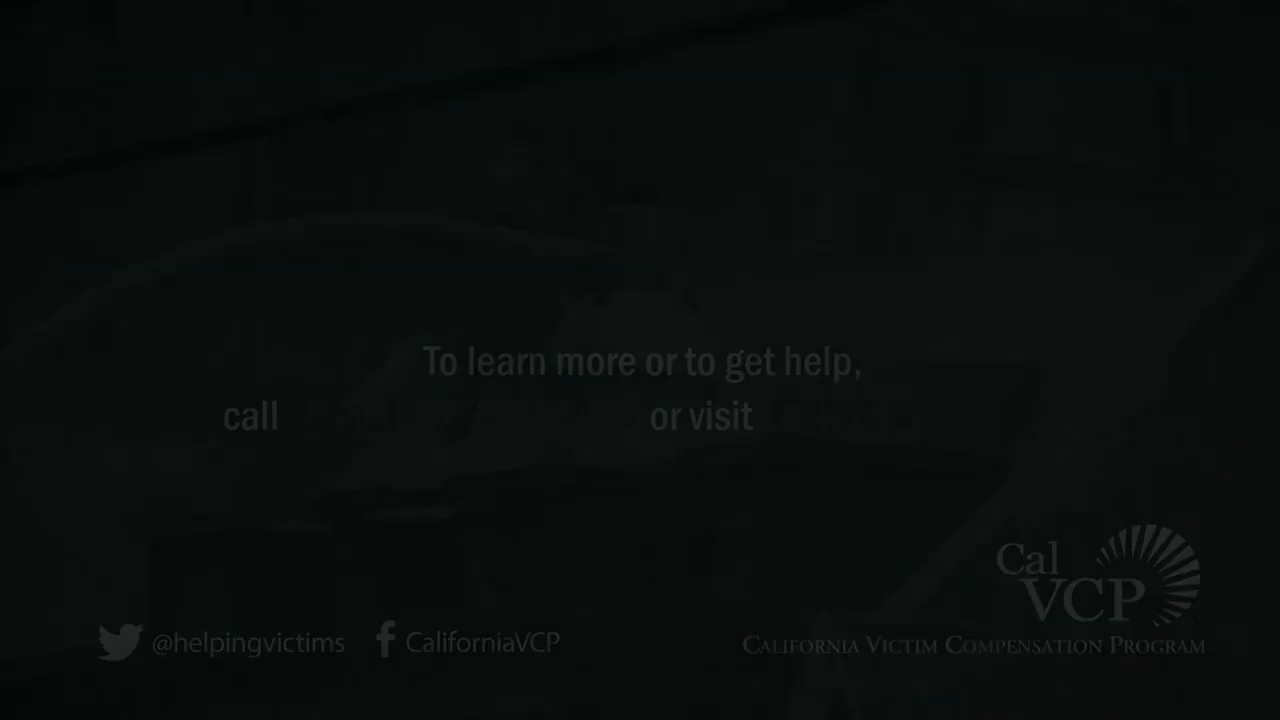 To learn more or to get help,
call or visit
Cal
VCP
@helpingvictims CaliforniaVCP
CALIFORNIA VICTIM COMPENSATION PROGRAM